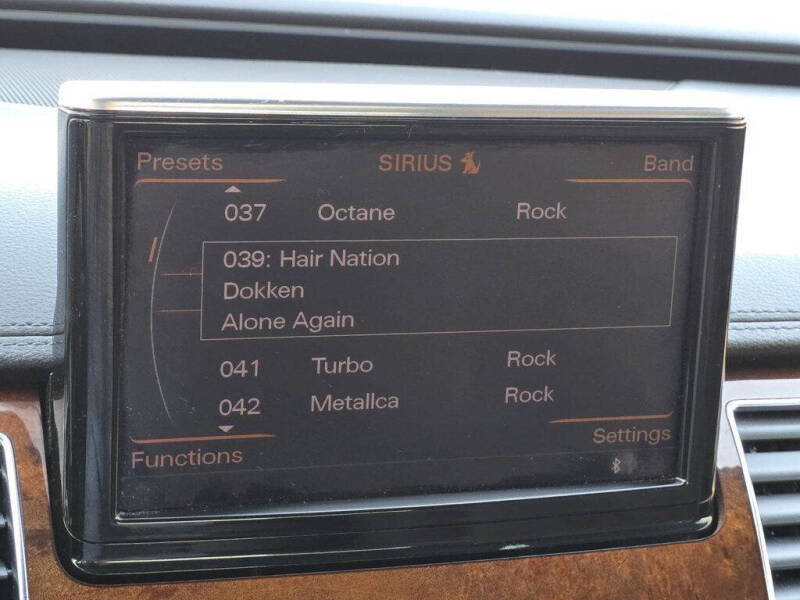 Presets SIRIUS Band
037 Octane Rock
039: Hair Nation
Dokken
Alone Again
041 Turbo Rock
042 Metallca Rock
Functions Settings